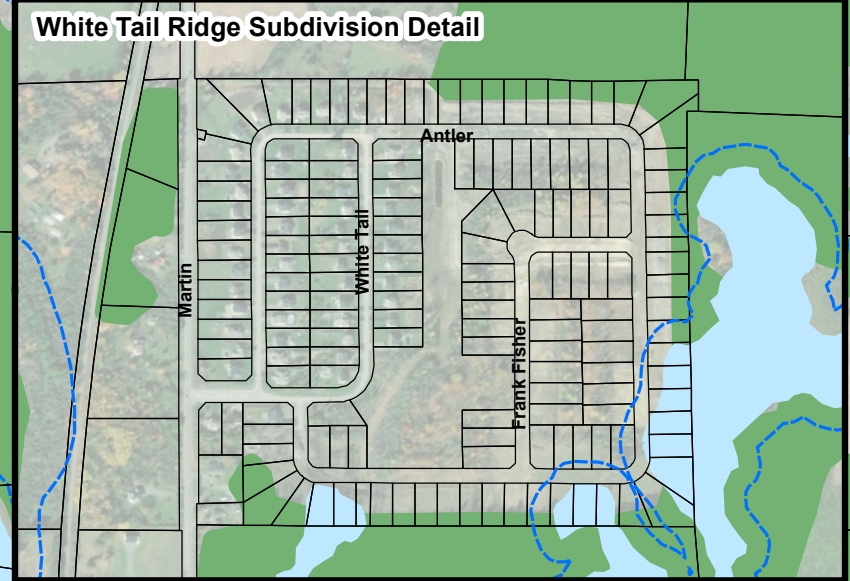 White Tail Ridge Subdivision Detail
Antler
White Tail
Martin
Frank Fisher